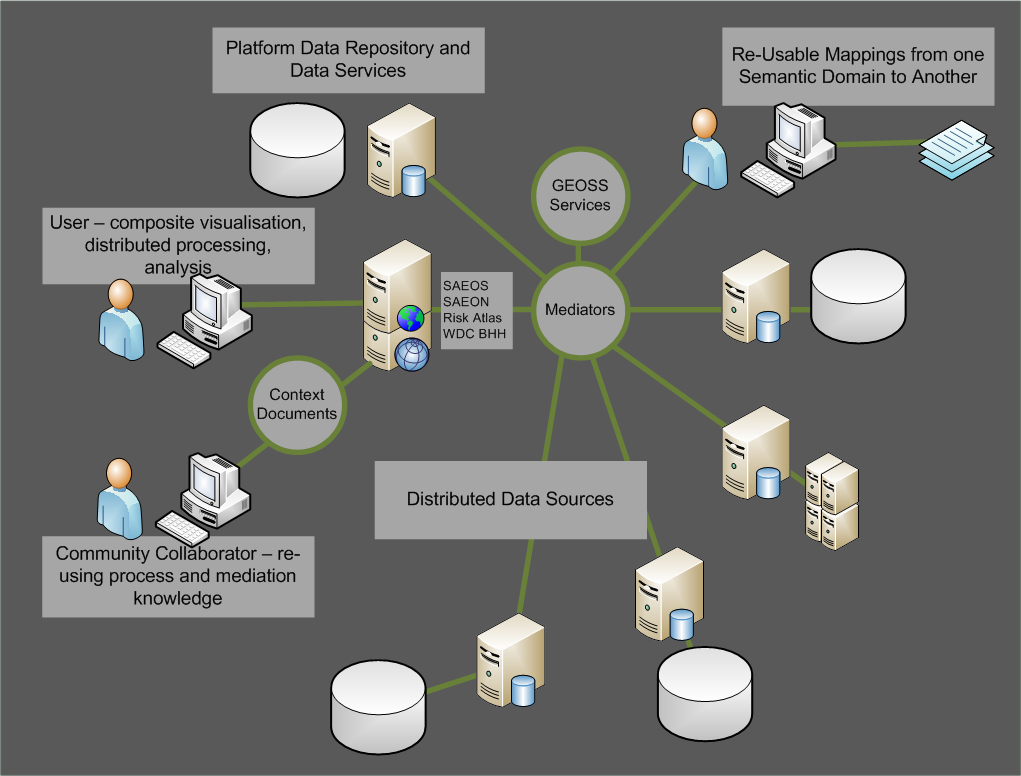 Platform Data Repository and
Data Services
Re-Usable Mappings from one
Semantic Domain to Another
GEOSS
Services
User – composite visualisation,
distributed processing,
analysis
SAEOS
SAEON
Risk Atlas
WDC BHH
Mediators
Context
Documents
Distributed Data Sources
Community Collaborator – re-
using process and mediation
knowledge